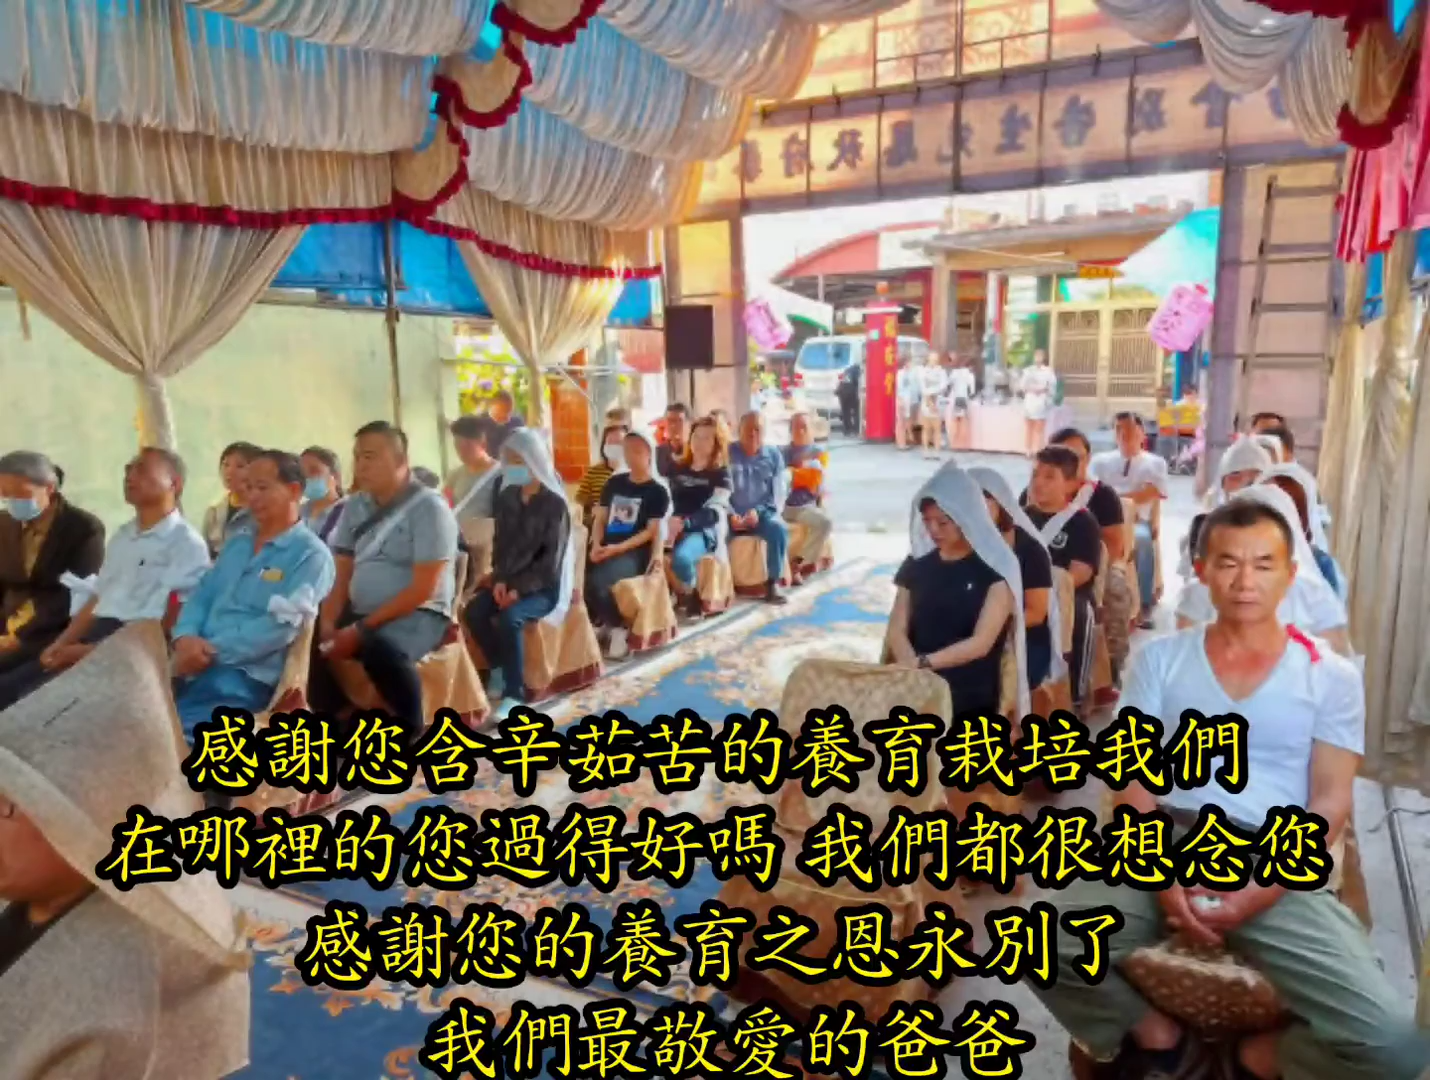 感謝您含辛茹苦的養育栽培我們
在哪裡的您過得好嗎 我們都很想念您
感謝您的養育之恩永別了
我們最敬愛的爸爸